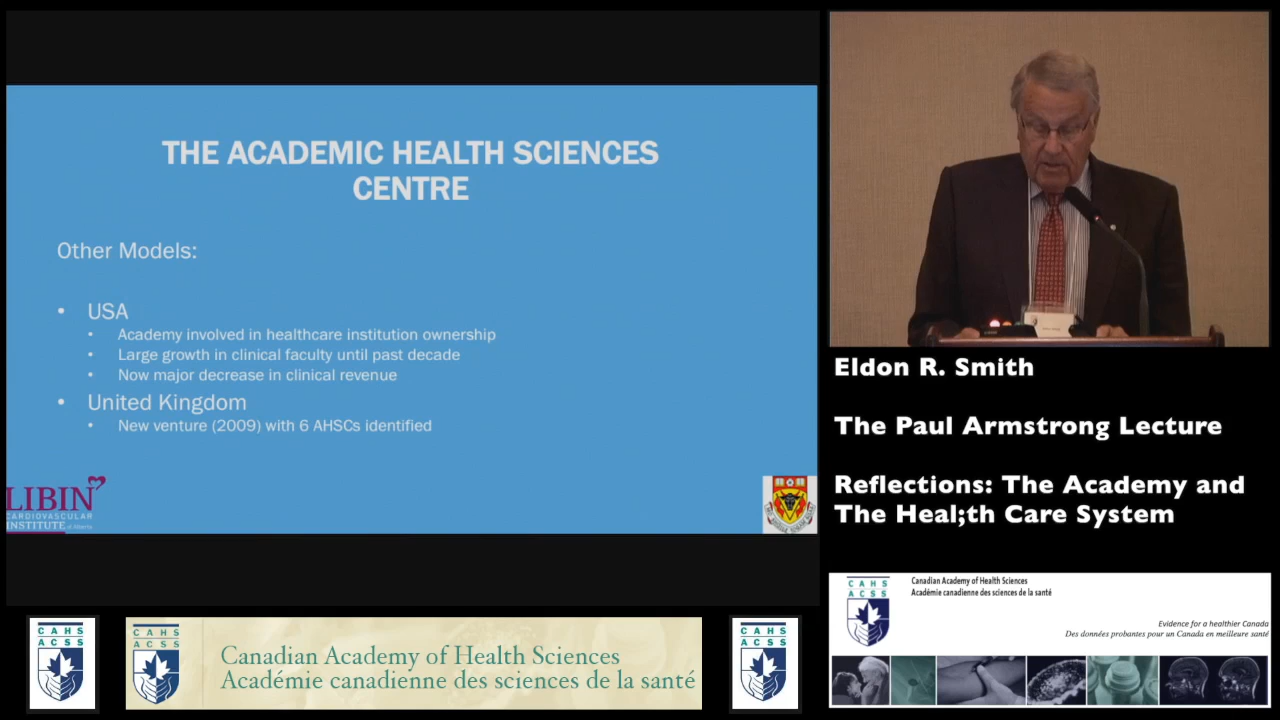 THE ACADEMIC HEALTH SCIENCES
CENTRE
Other Models:
• USA
• Academy involved in healthcare institution ownership
• Large growth in clinical faculty until past decade
• Now major decrease in clinical revenue
• United Kingdom
• New venture (2009) with 6 AHSCs identified
LIBIN
CARDIOVASCULAR
INSTITUTE of Alberta
Eldon R. Smith
The Paul Armstrong Lecture
Reflections: The Academy and
The Heal;th Care System
CAHS
ACSS
Canadian Academy of Health Sciences
Académie canadienne des sciences de la santé
Evidence for a healthier Canada
Des données probantes pour un Canada en meilleure santé
CAHS
ACSS
CAHS
ACSS
Canadian Academy of Health Sciences
Académie canadienne des sciences de la santé
CAHS
ACSS